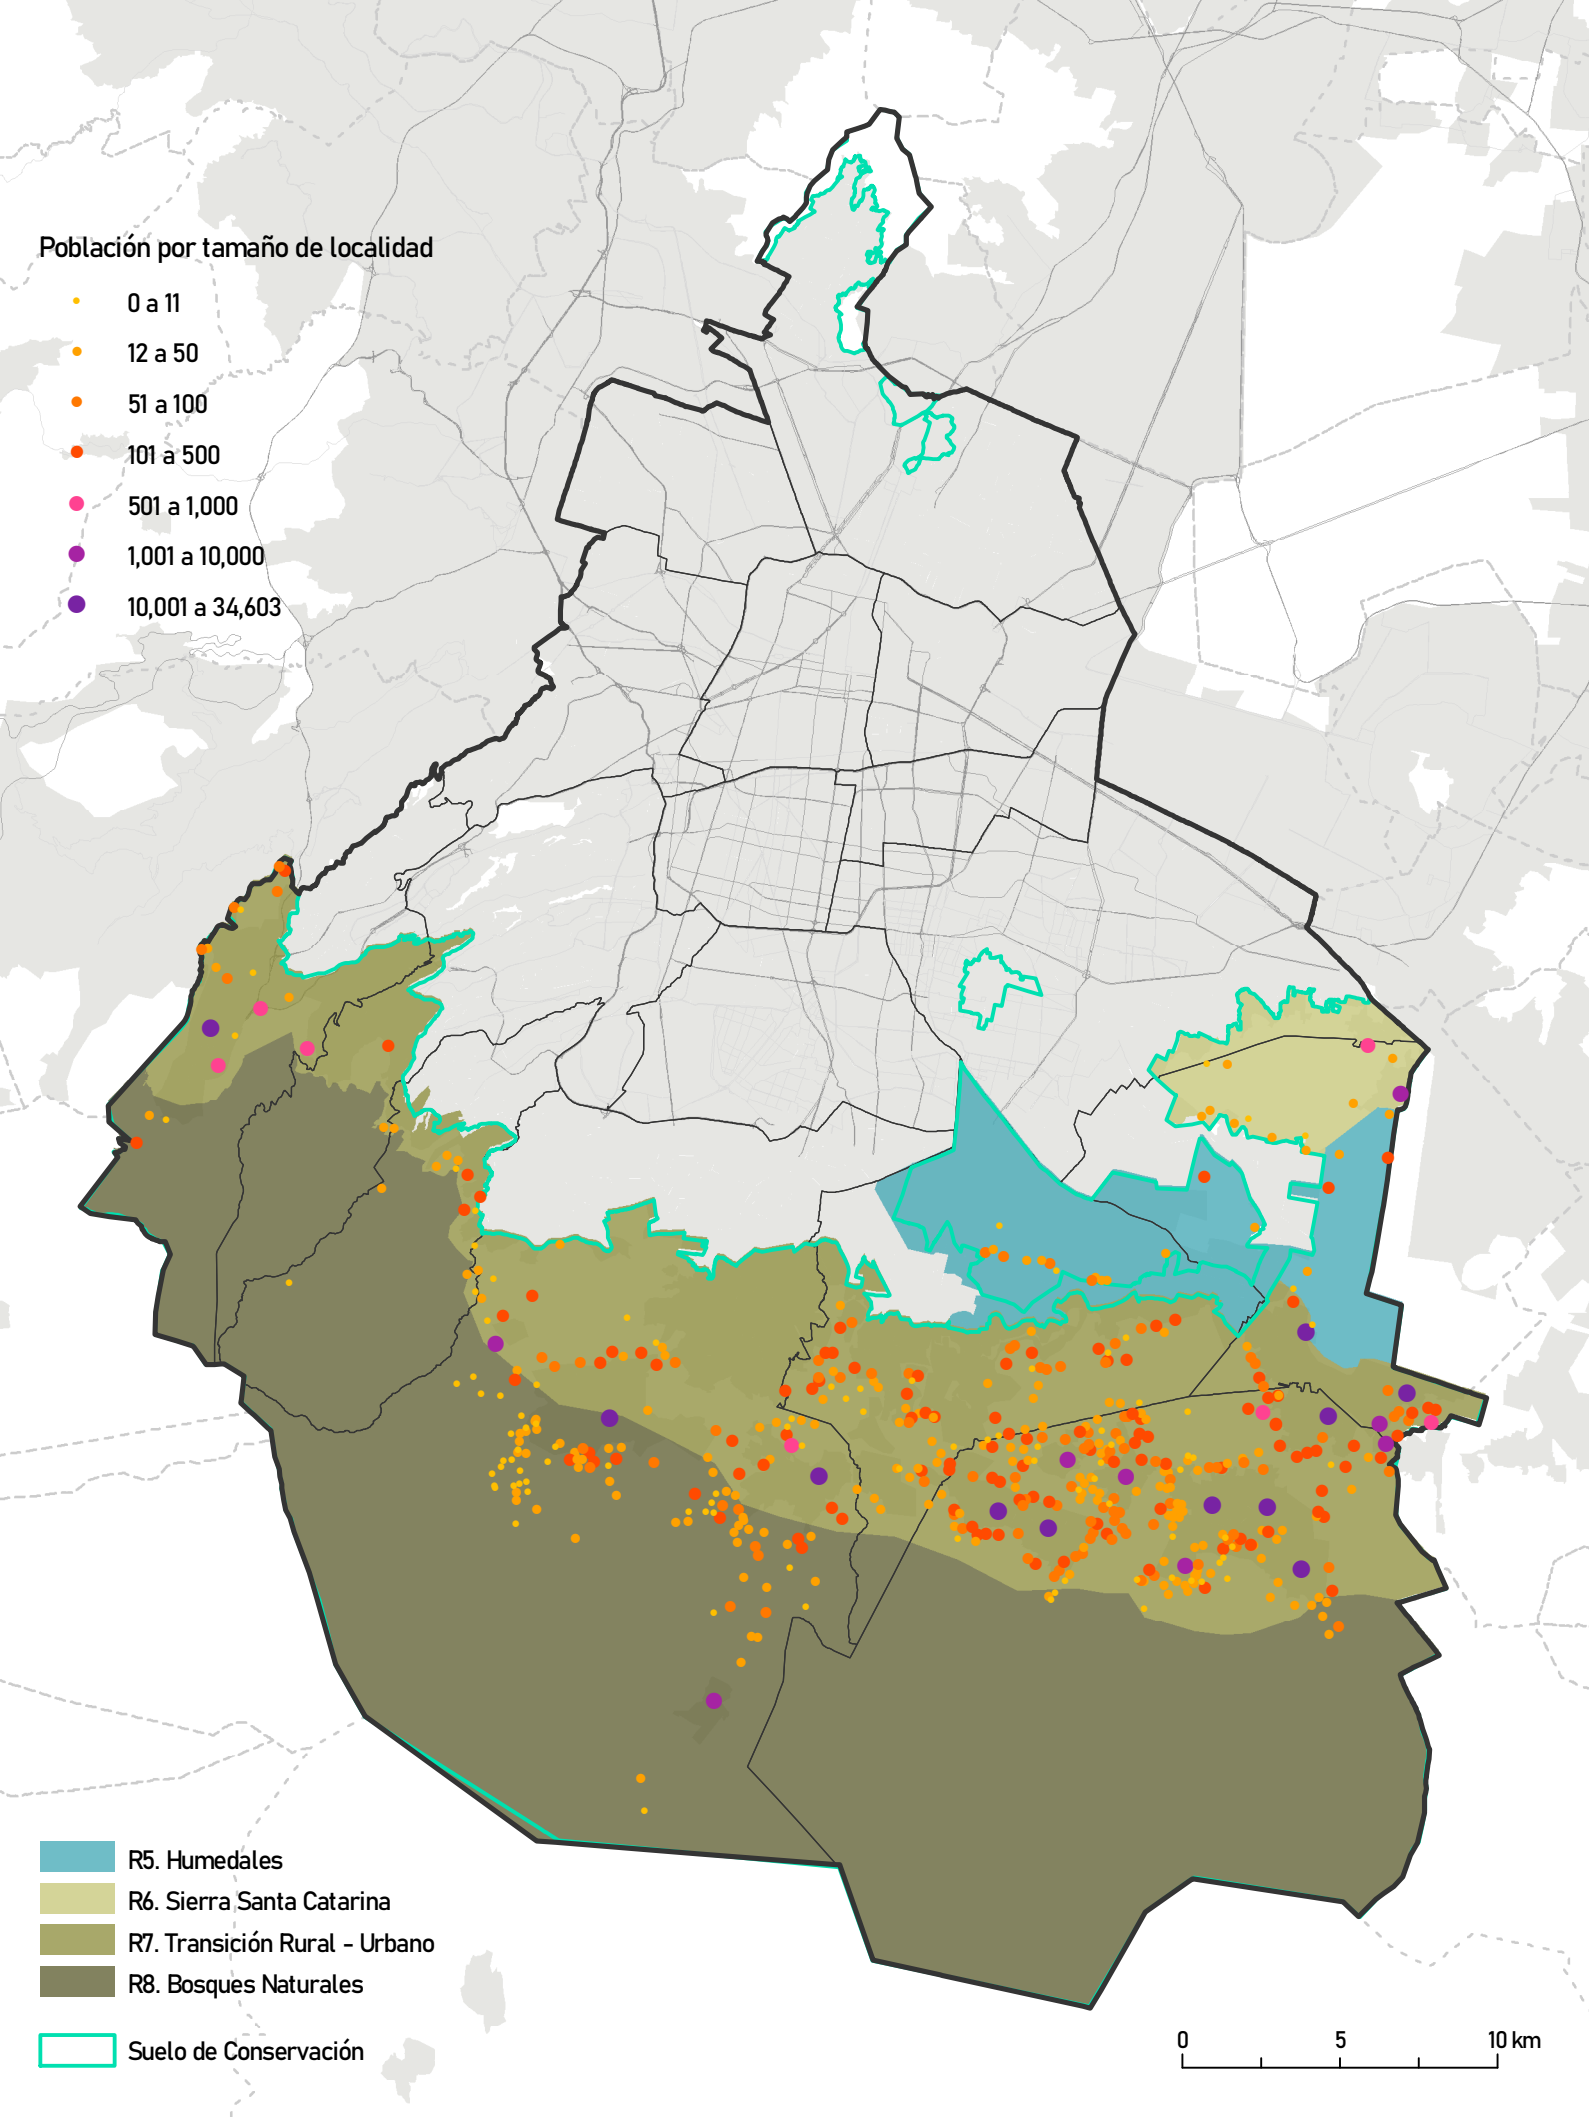 Población por tamaño de localidad
0 a 11
12 a 50
51 a 100
101 a 500
501 a 1,000
1,001 a 10,000
10,001 a 34,603
R5. Humedales
R6. Sierra Santa Catarina
R7. Transición Rural - Urbano
R8. Bosques Naturales
Suelo de Conservación
0 5 10 km